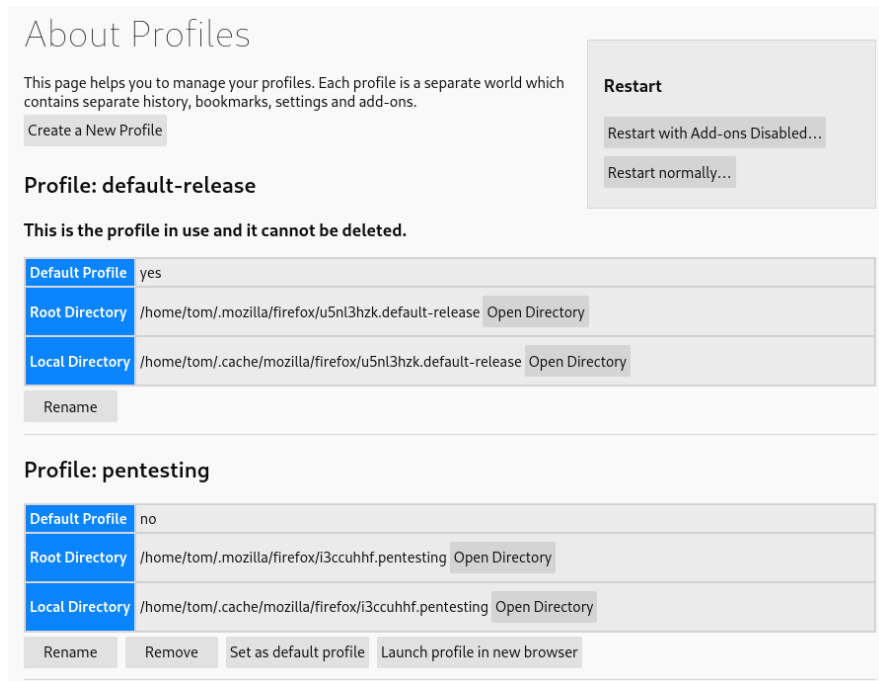 About Profiles
This page helps you to manage your profiles. Each profile is a separate world which
contains separate history, bookmarks, settings and add-ons.
Create a New Profile
Restart
Restart with Add-ons Disabled…
Restart normally…
Profile: default-release
This is the profile in use and it cannot be deleted.
Default Profile yes
Root Directory /home/tom/.mozilla/firefox/u5nl3hzk.default-release Open Directory
Local Directory /home/tom/.cache/mozilla/firefox/u5nl3hzk.default-release Open Directory
Rename
Profile: pentesting
Default Profile no
Root Directory /home/tom/.mozilla/firefox/i3ccuhhf.pentesting Open Directory
Local Directory /home/tom/.cache/mozilla/firefox/i3ccuhhf.pentesting Open Directory
Rename Remove Set as default profile Launch profile in new browser